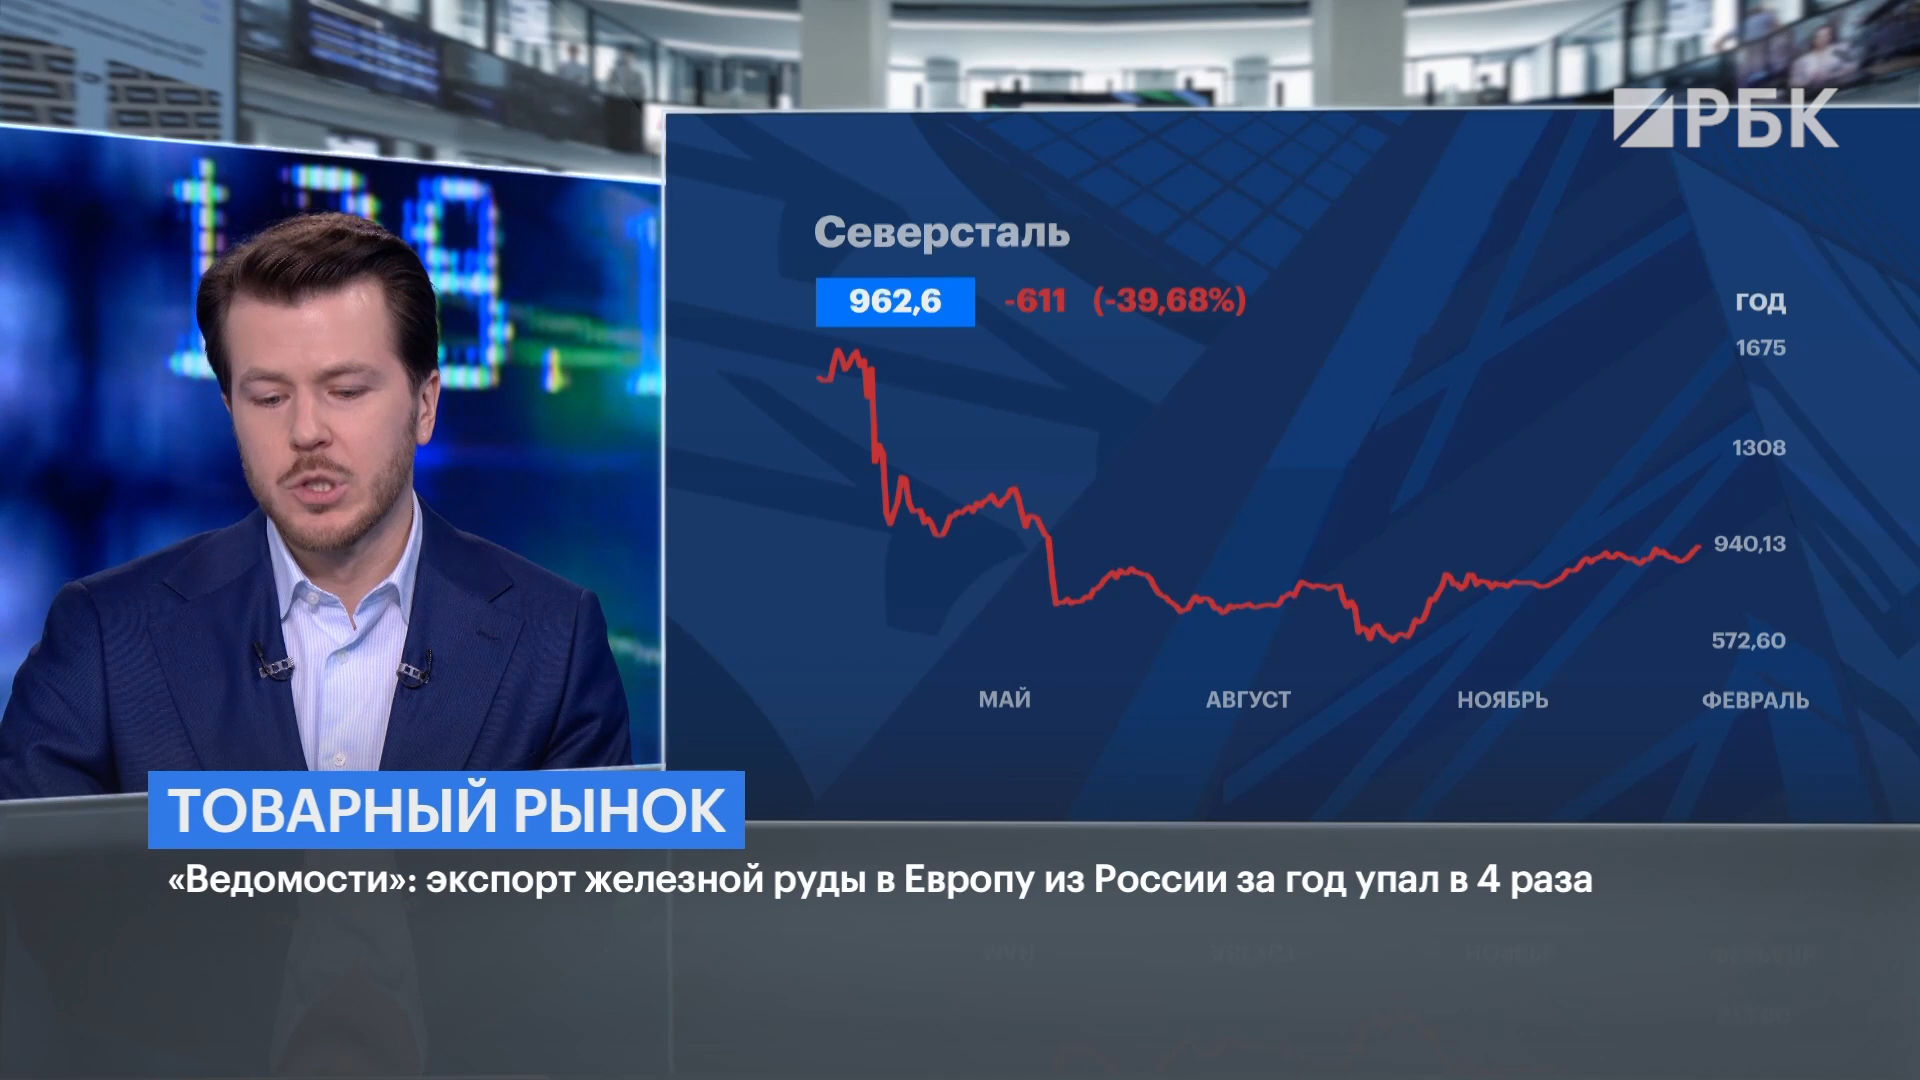 РБК
Северсталь
962,6 -611 (-39,68%)
ГОД
1675
1308
940,13
572,60
МАЙ АВГУСТ НОЯБРЬ ФЕВРАЛЬ
ТОВАРНЫЙ РЫНОК
«Ведомости»: экспорт железной руды в Европу из России за год упал в 4 раза